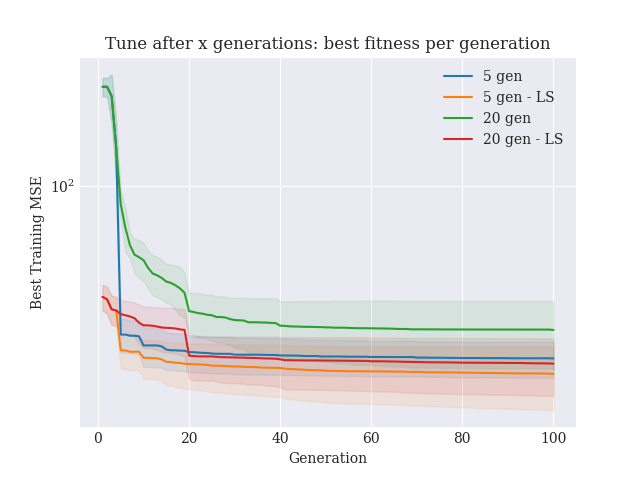 Tune after x generations: best fitness per generation
5 gen
5 gen - LS
20 gen
20 gen - LS
10²
Best Training MSE
0 20 40 60 80 100
Generation